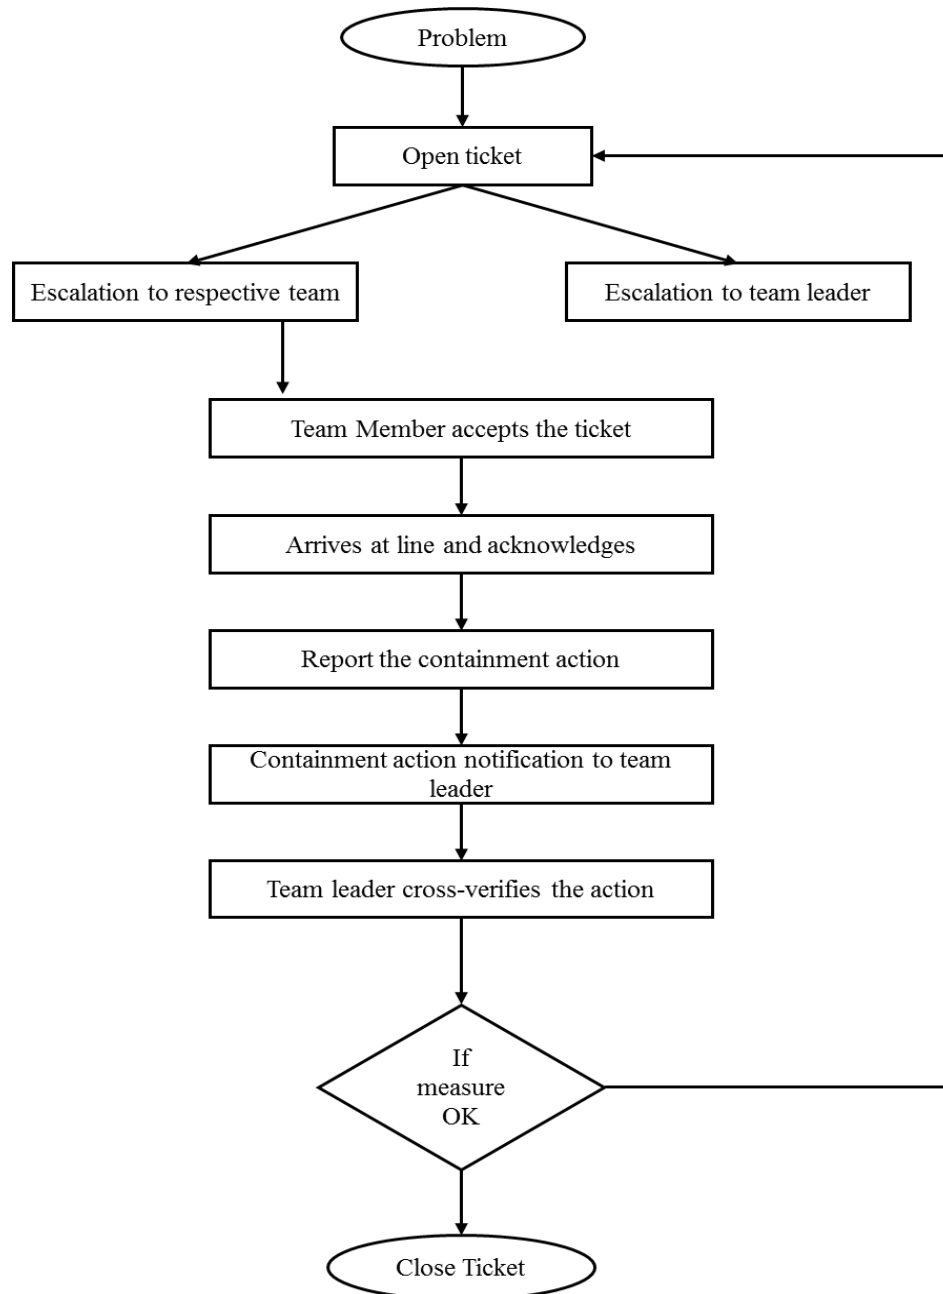 Problem
Open ticket
Escalation to respective team
Escalation to team leader
Team Member accepts the ticket
Arrives at line and acknowledges
Report the containment action
Containment action notification to team
leader
Team leader cross-verifies the action
If
measure
OK
Close Ticket